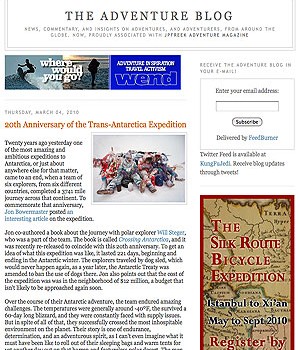 THE ADVENTURE BLOG
NEWS, COMMENTARY, AND INSIGHTS ON ADVENTURES, AND ADVENTURERS, FROM AROUND THE
GLOBE. NOW, PROUDLY ASSOCIATED WITH UPTREK ADVENTURE MAGAZINE
where
would you
go?
ADVENTURE IN INSPIRATION
TRAVEL ACTIVISM
wend
THURSDAY, MARCH 04, 2010
20th Anniversary of the Trans-Antarctica Expedition
Twenty years ago yesterday one
of the most amazing and
ambitious expeditions to
Antarctica, or just about
anywhere else for that matter,
came to an end, when a team of
six explorers, from six different
countries, completed a 3741 mile
journey across that continent. To
commemorate that anniversary,
Jon Bowermaster posted an
interesting article on the expedition.
Jon co-authored a book about the journey with polar explorer Will Steger,
who was a part of the team. The book is called Crossing Antarctica, and it
was recently re-released to coincide with this 20th anniversary. To get an
idea of what this expedition was like, it lasted 221 days, beginning and
ending in the Antarctic winter. The explorers traveled by dog sled, which
would never happen again, as a year later, the Antarctic Treaty was
amended to ban the use of dogs there. Jon also points out that the cost of
the expedition was was in the neighborhood of $12 million, a budget that
isn't likely to be approached again soon.
Over the course of their Antarctic adventure, the team endured amazing
challenges. The temperatures were generally around -40°F, the survived a
60-day long blizzard, and they were constantly faced with supply issues.
But in spite of all of that, they successfully crossed the most inhospitable
environment on the planet. Their story is one of endurance,
determination, and an adventurous spirit, as I can't even imagine what it
must have been like to roll out of their sleeping bags and warm tents for
RECEIVE THE ADVENTURE BLOG IN
YOUR E-MAIL!
Enter your email address:
Subscribe
Delivered by FeedBurner
Twitter Feed is available at
KungFuJedi. Receive blog updates
through tweets!
THE
SILK ROUTE
BICYCLE
EXPEDITION
Istanbul to Xi'an
May to Sept 2010
Register by